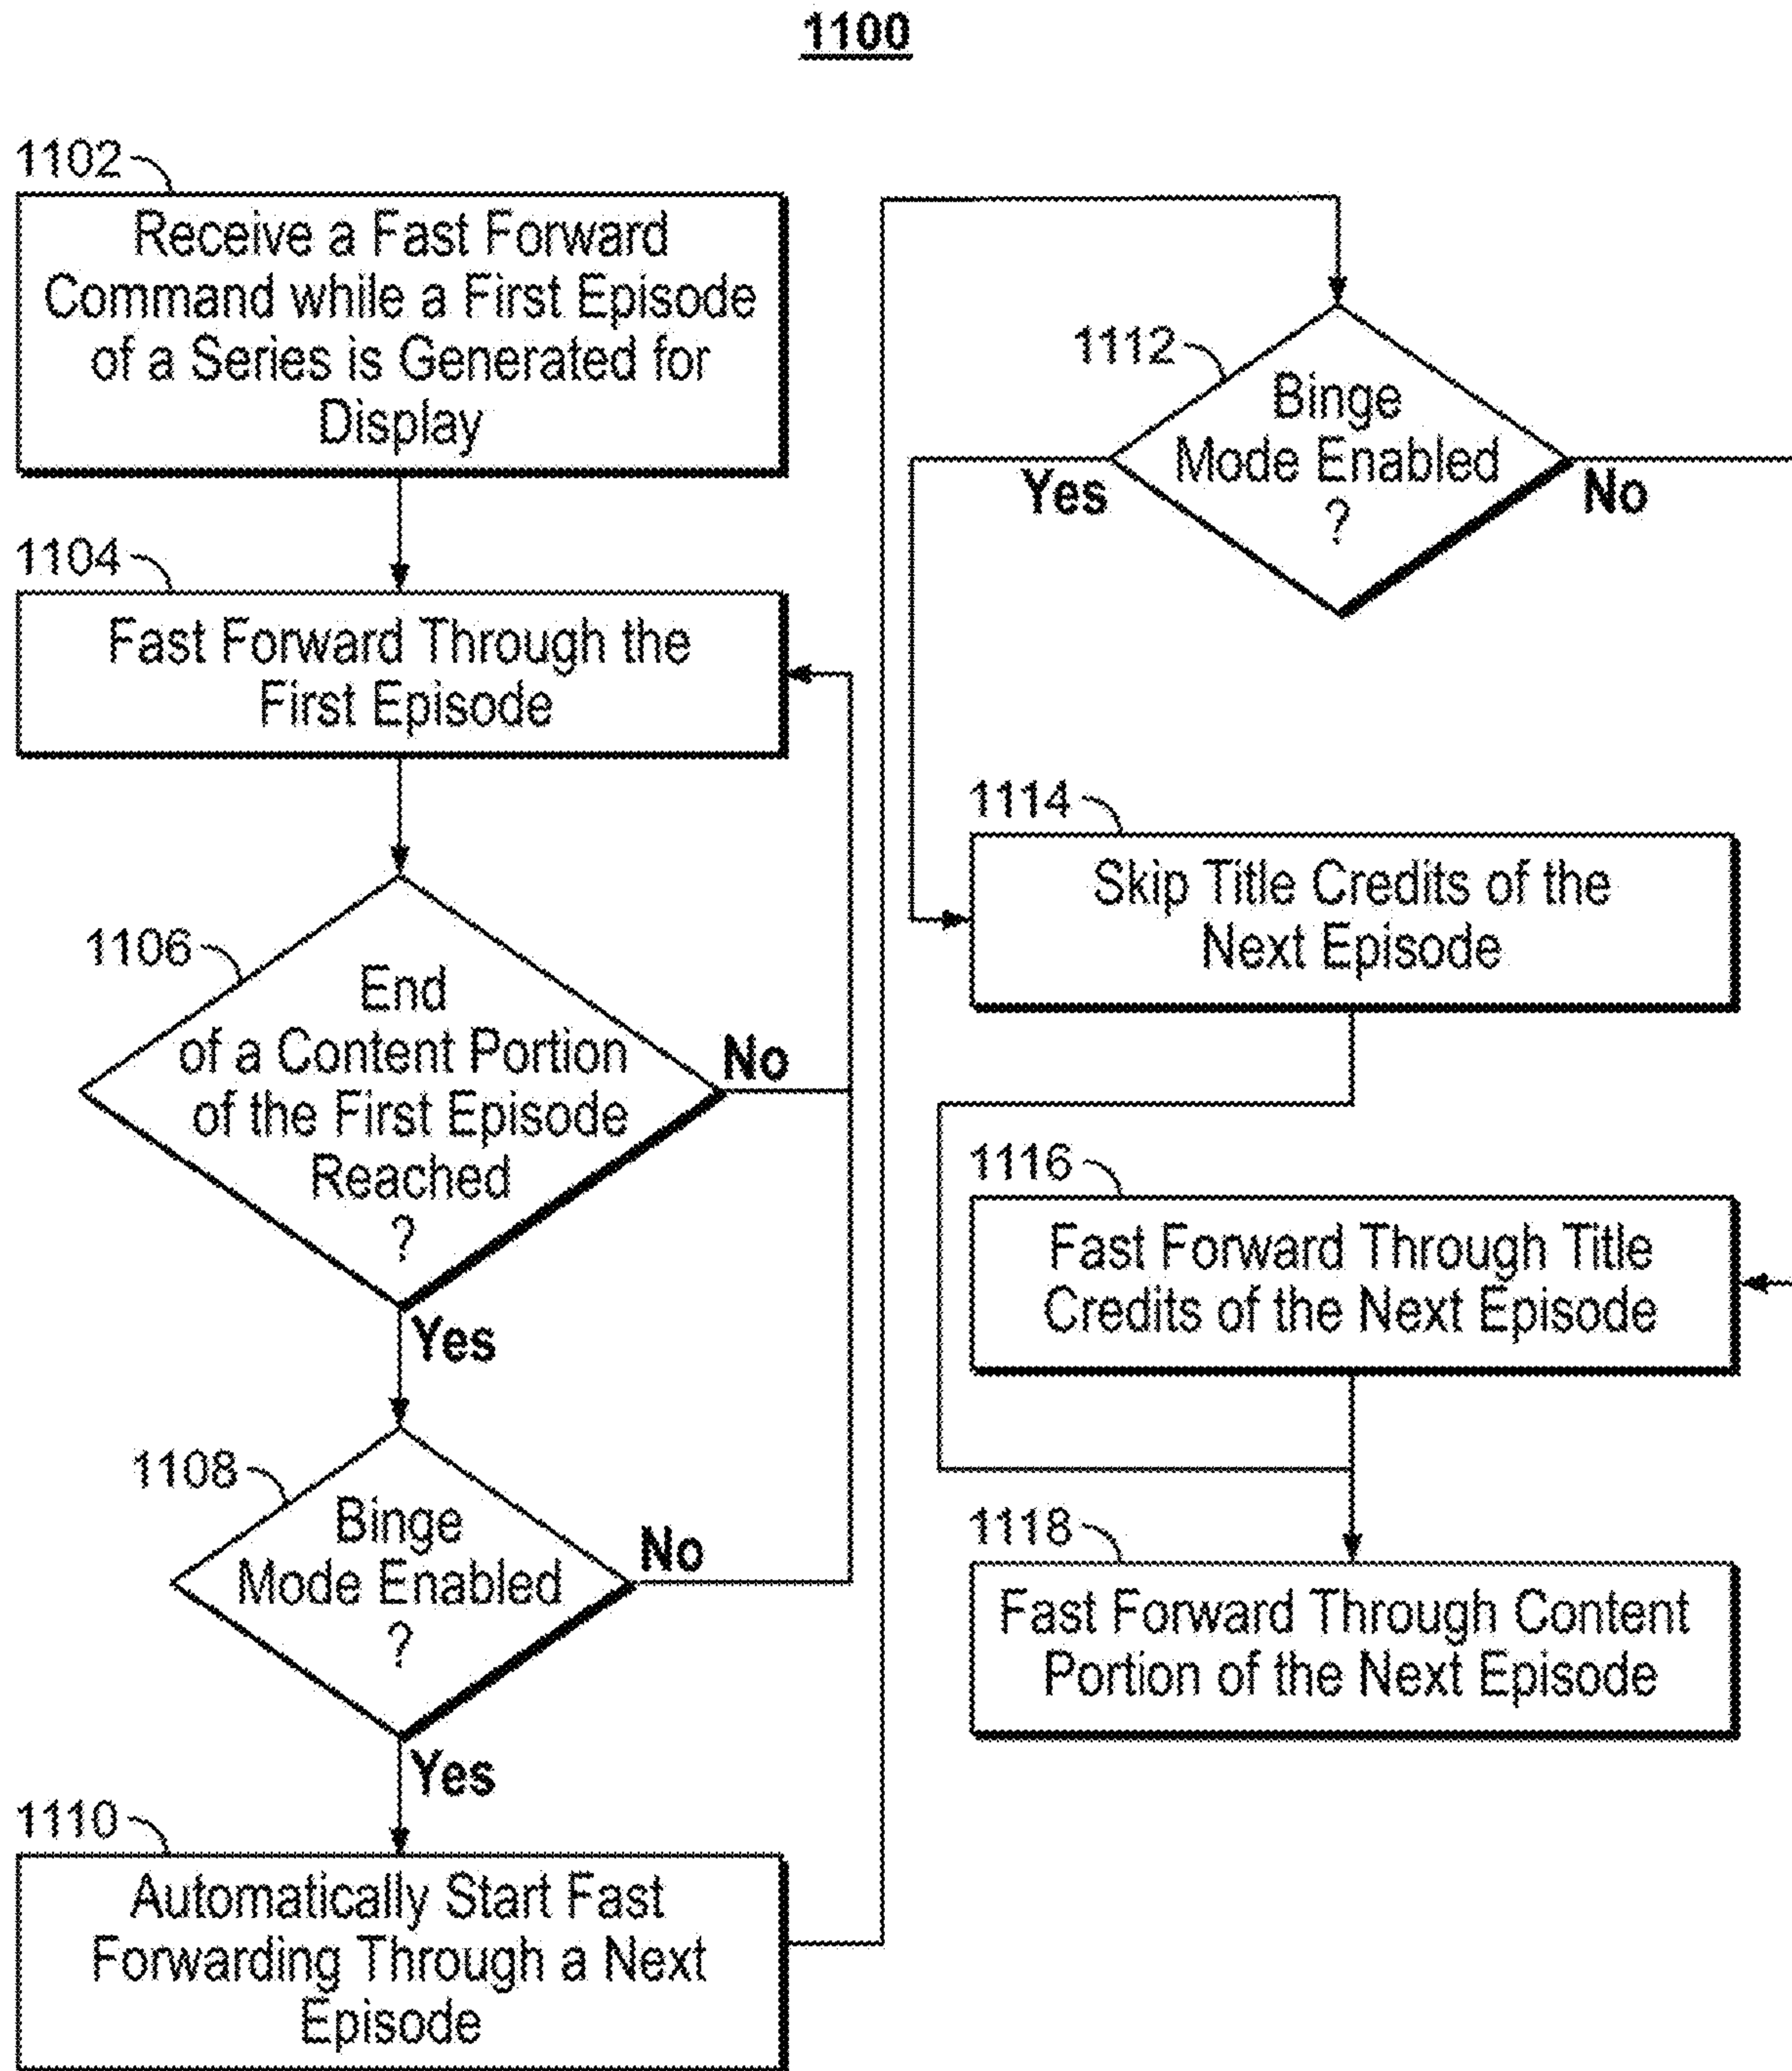 1100
1102
Receive a Fast Forward
Command while a First Episode
of a Series is Generated for
Display
1104
Fast Forward Through the
First Episode
1106
End
of a Content Portion
of the First Episode
Reached
?
No
Yes
1108
Binge
Mode Enabled
?
No
Yes
1110
Automatically Start Fast
Forwarding Through a Next
Episode
1112
Binge
Mode Enabled
?
Yes
No
1114
Skip Title Credits of the
Next Episode
1116
Fast Forward Through Title
Credits of the Next Episode
1118
Fast Forward Through Content
Portion of the Next Episode